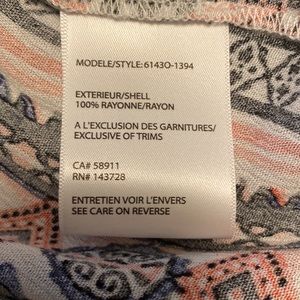 MODELE/STYLE: 6143O-1394
EXTERIEUR/SHELL
100% RAYONNE/RAYON
A L'EXCLUSION DES GARNITURES/
EXCLUSIVE OF TRIMS
CA# 58911
RN# 143728
ENTRETIEN VOIR L'ENVERS
SEE CARE ON REVERSE